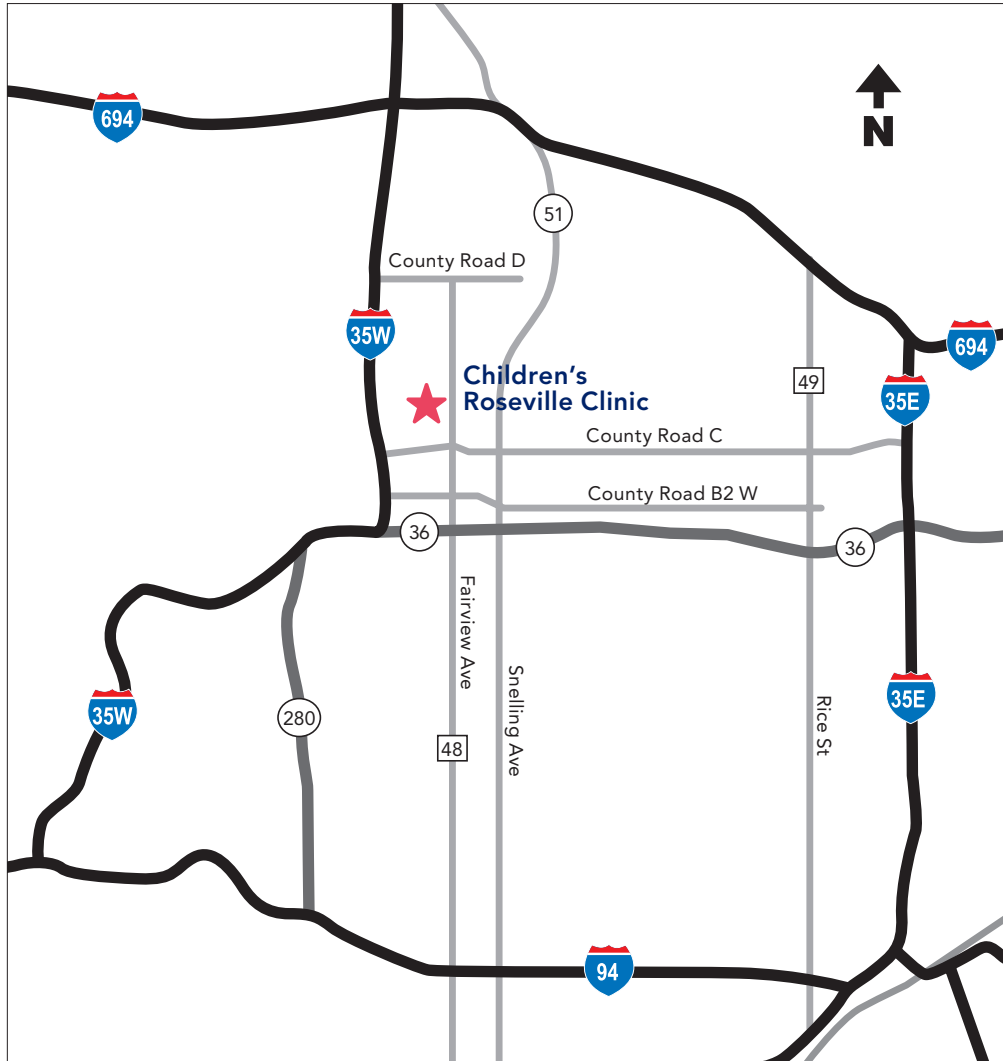 694
N
51
County Road D
35W
694
Children's
Roseville Clinic
49
35E
County Road C
County Road B2 W
36
36
Fairview Ave
Snelling Ave
Rice St
35E
35W
280
48
94